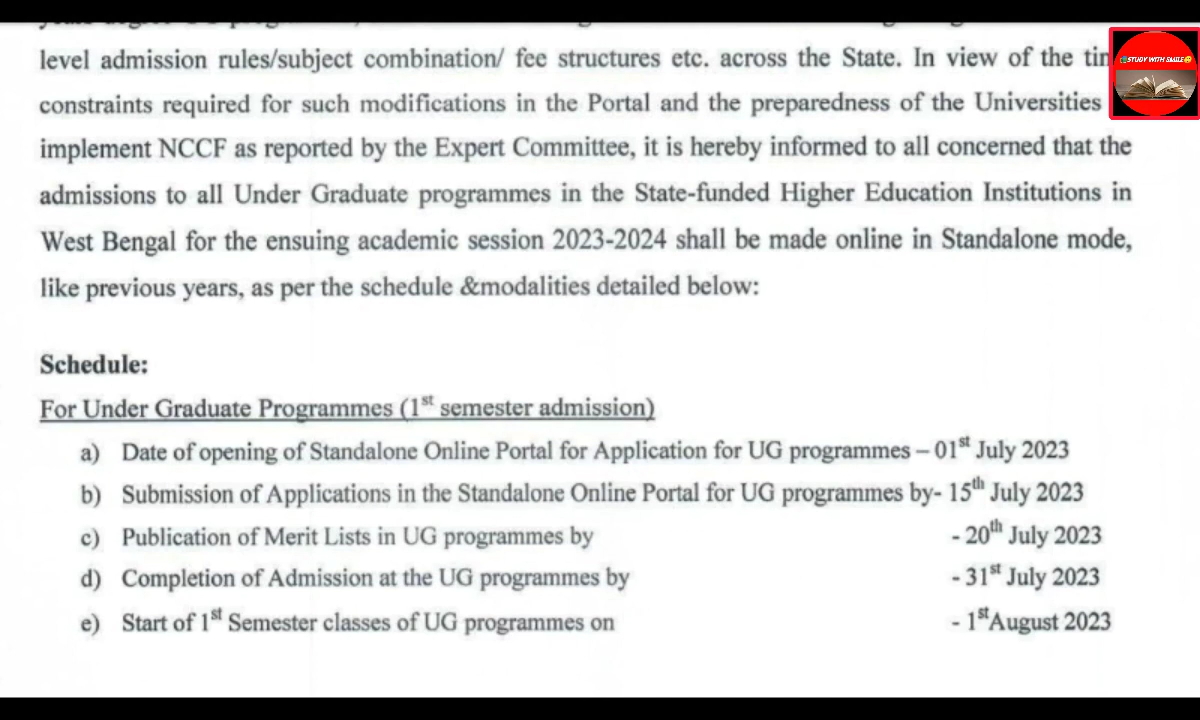 level admission rules/subject combination/ fee structures etc. across the State. In view of the
STUDY WITH SMILE
constraints required for such modifications in the Portal and the preparedness of the Universities
implement NCCF as reported by the Expert Committee, it is hereby informed to all concerned that the
admissions to all Under Graduate programmes in the State-funded Higher Education Institutions in
West Bengal for the ensuing academic session 2023-2024 shall be made online in Standalone mode,
like previous years, as per the schedule &modalities detailed below:
Schedule:
For Under Graduate Programmes (1st semester admission)
a) Date of opening of Standalone Online Portal for Application for UG programmes – 01st July 2023
b) Submission of Applications in the Standalone Online Portal for UG programmes by- 15th July 2023
c) Publication of Merit Lists in UG programmes by - 20th July 2023
d) Completion of Admission at the UG programmes by - 31st July 2023
e) Start of 1st Semester classes of UG programmes on - 1stAugust 2023